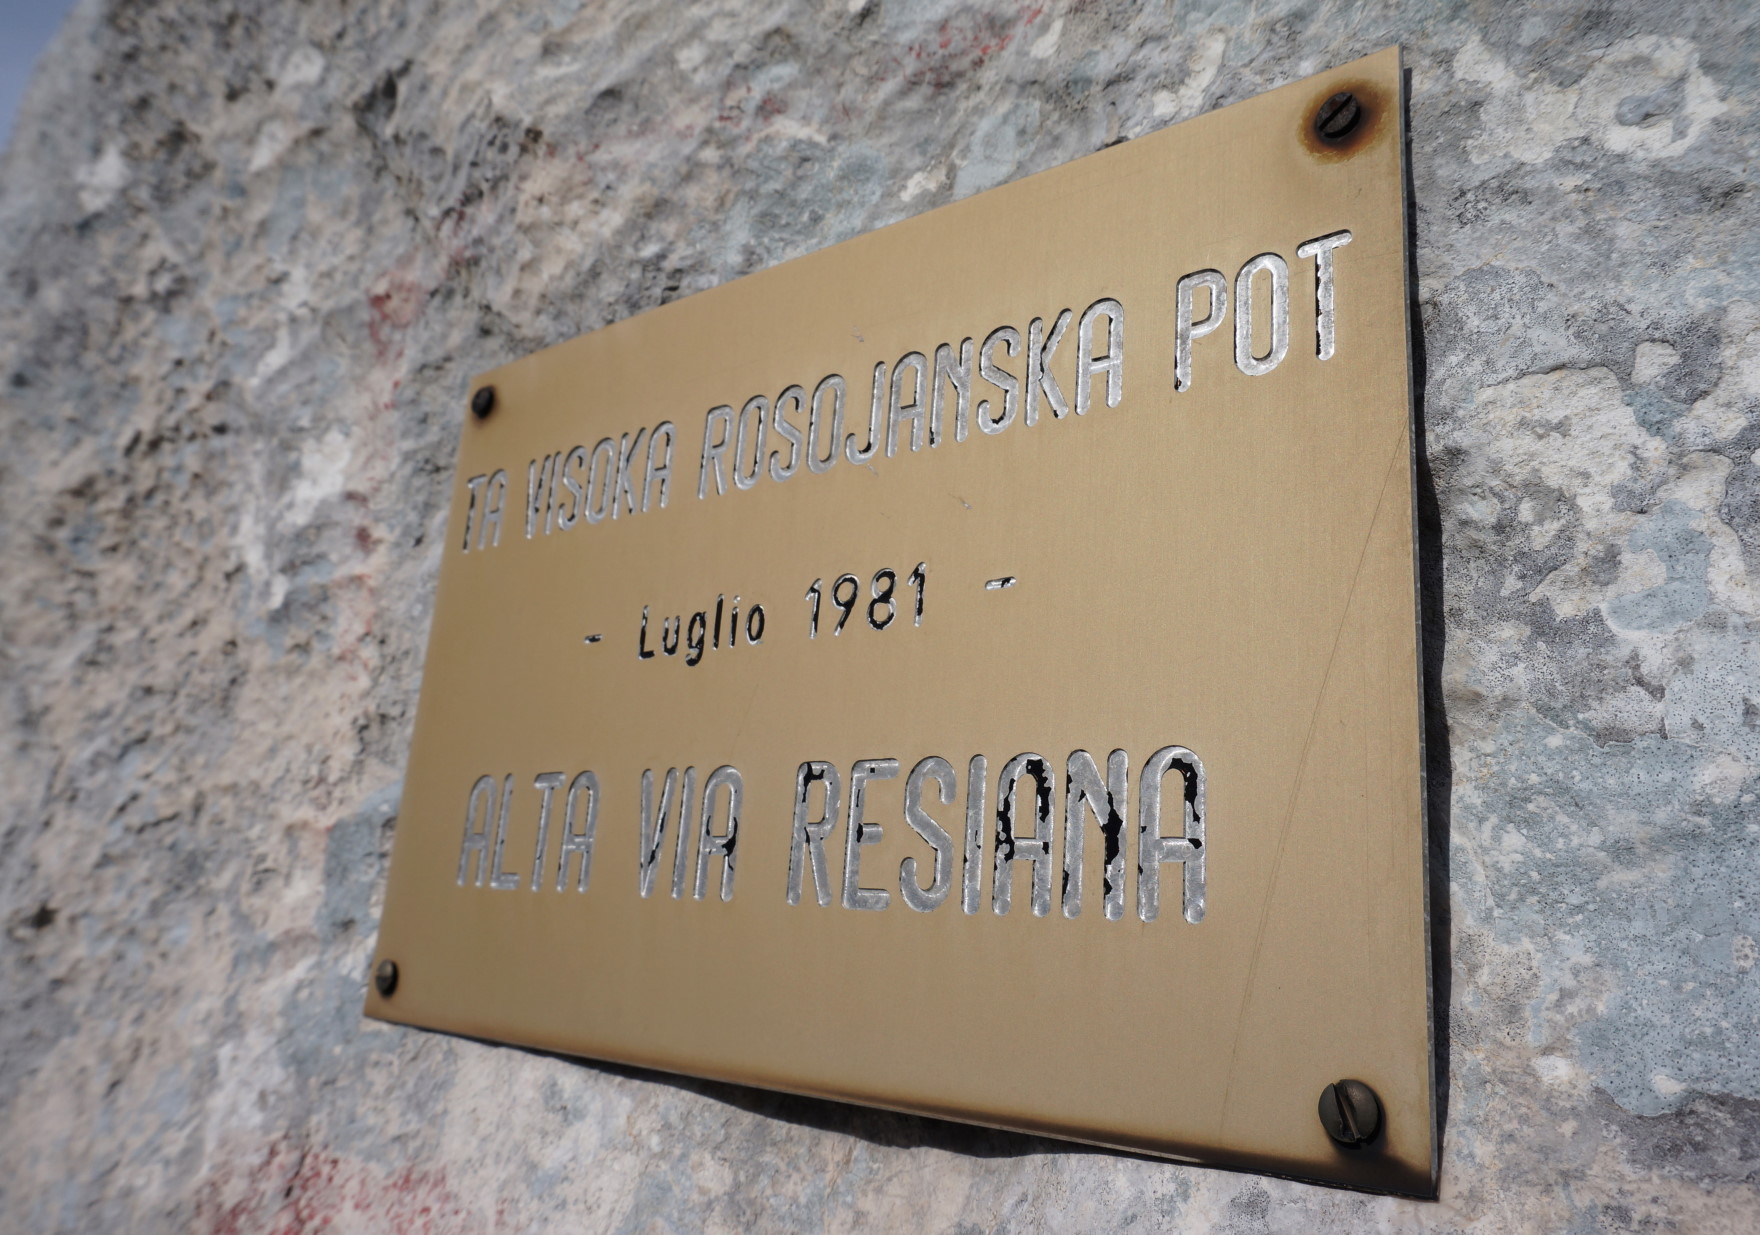 TA VISOKA ROSOJANSKA POT
- Luglio 1981 -
ALTA VIA RESIANA